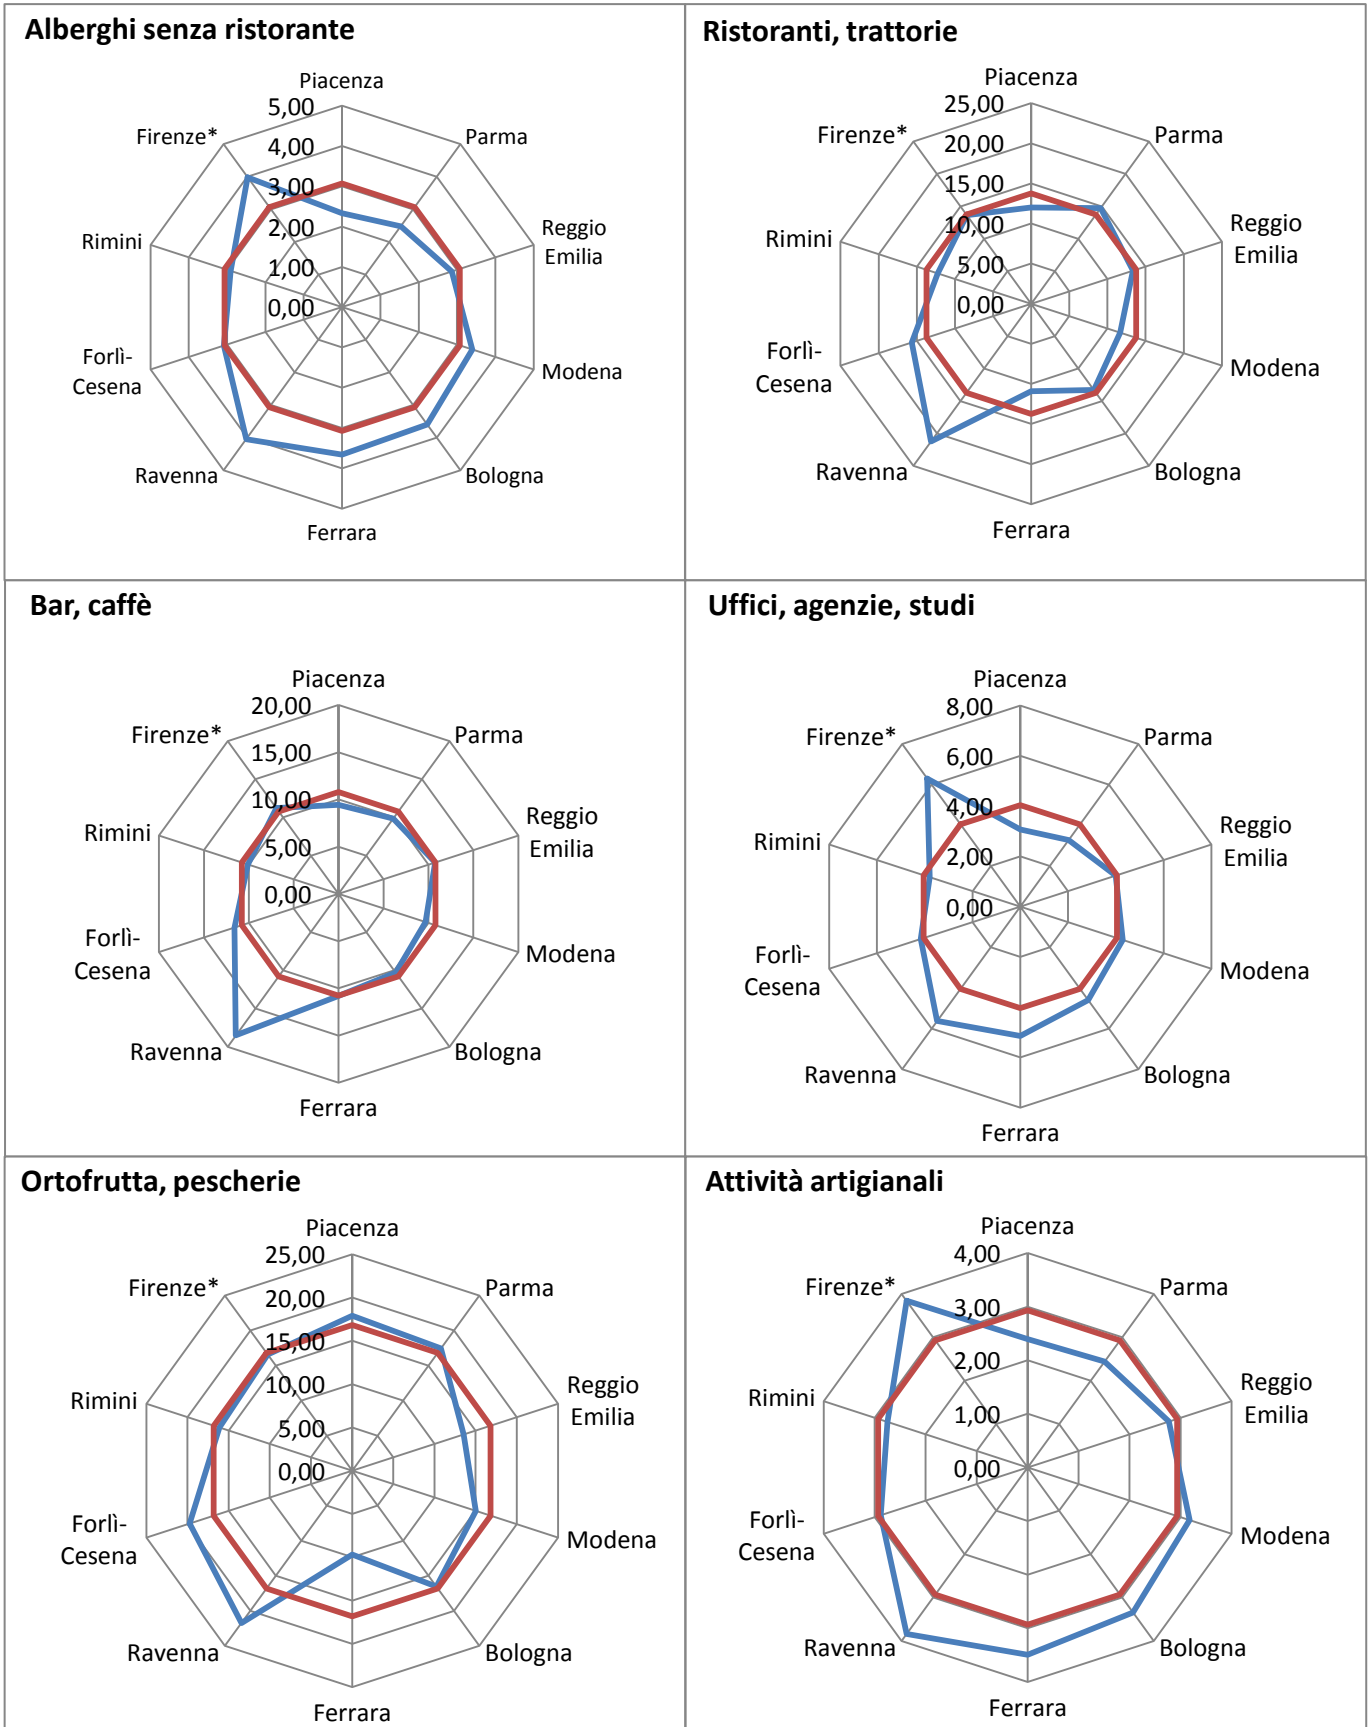 Alberghi senza ristorante
Piacenza
5,00
Firenze*
Parma
4,00
3,00
Rimini
2,00
Reggio
Emilia
1,00
0,00
Forlì-
Cesena
Modena
Ravenna
Bologna
Ferrara
Ristoranti, trattorie
Piacenza
25,00
Firenze*
Parma
20,00
15,00
Rimini
10,00
Reggio
Emilia
5,00
0,00
Forlì-
Cesena
Modena
Ravenna
Bologna
Ferrara
Bar, caffè
Piacenza
20,00
Firenze*
Parma
15,00
10,00
Rimini
Reggio
Emilia
5,00
0,00
Forlì-
Cesena
Modena
Ravenna
Bologna
Ferrara
Uffici, agenzie, studi
Piacenza
8,00
Firenze*
Parma
6,00
4,00
Rimini
Reggio
Emilia
2,00
0,00
Forlì-
Cesena
Modena
Ravenna
Bologna
Ferrara
Ortofrutta, pescherie
Piacenza
25,00
Firenze*
Parma
20,00
15,00
Rimini
10,00
Reggio
Emilia
5,00
0,00
Forlì-
Cesena
Modena
Ravenna
Bologna
Ferrara
Attività artigianali
Piacenza
4,00
Firenze*
Parma
3,00
2,00
Rimini
Reggio
Emilia
1,00
0,00
Forlì-
Cesena
Modena
Ravenna
Bologna
Ferrara